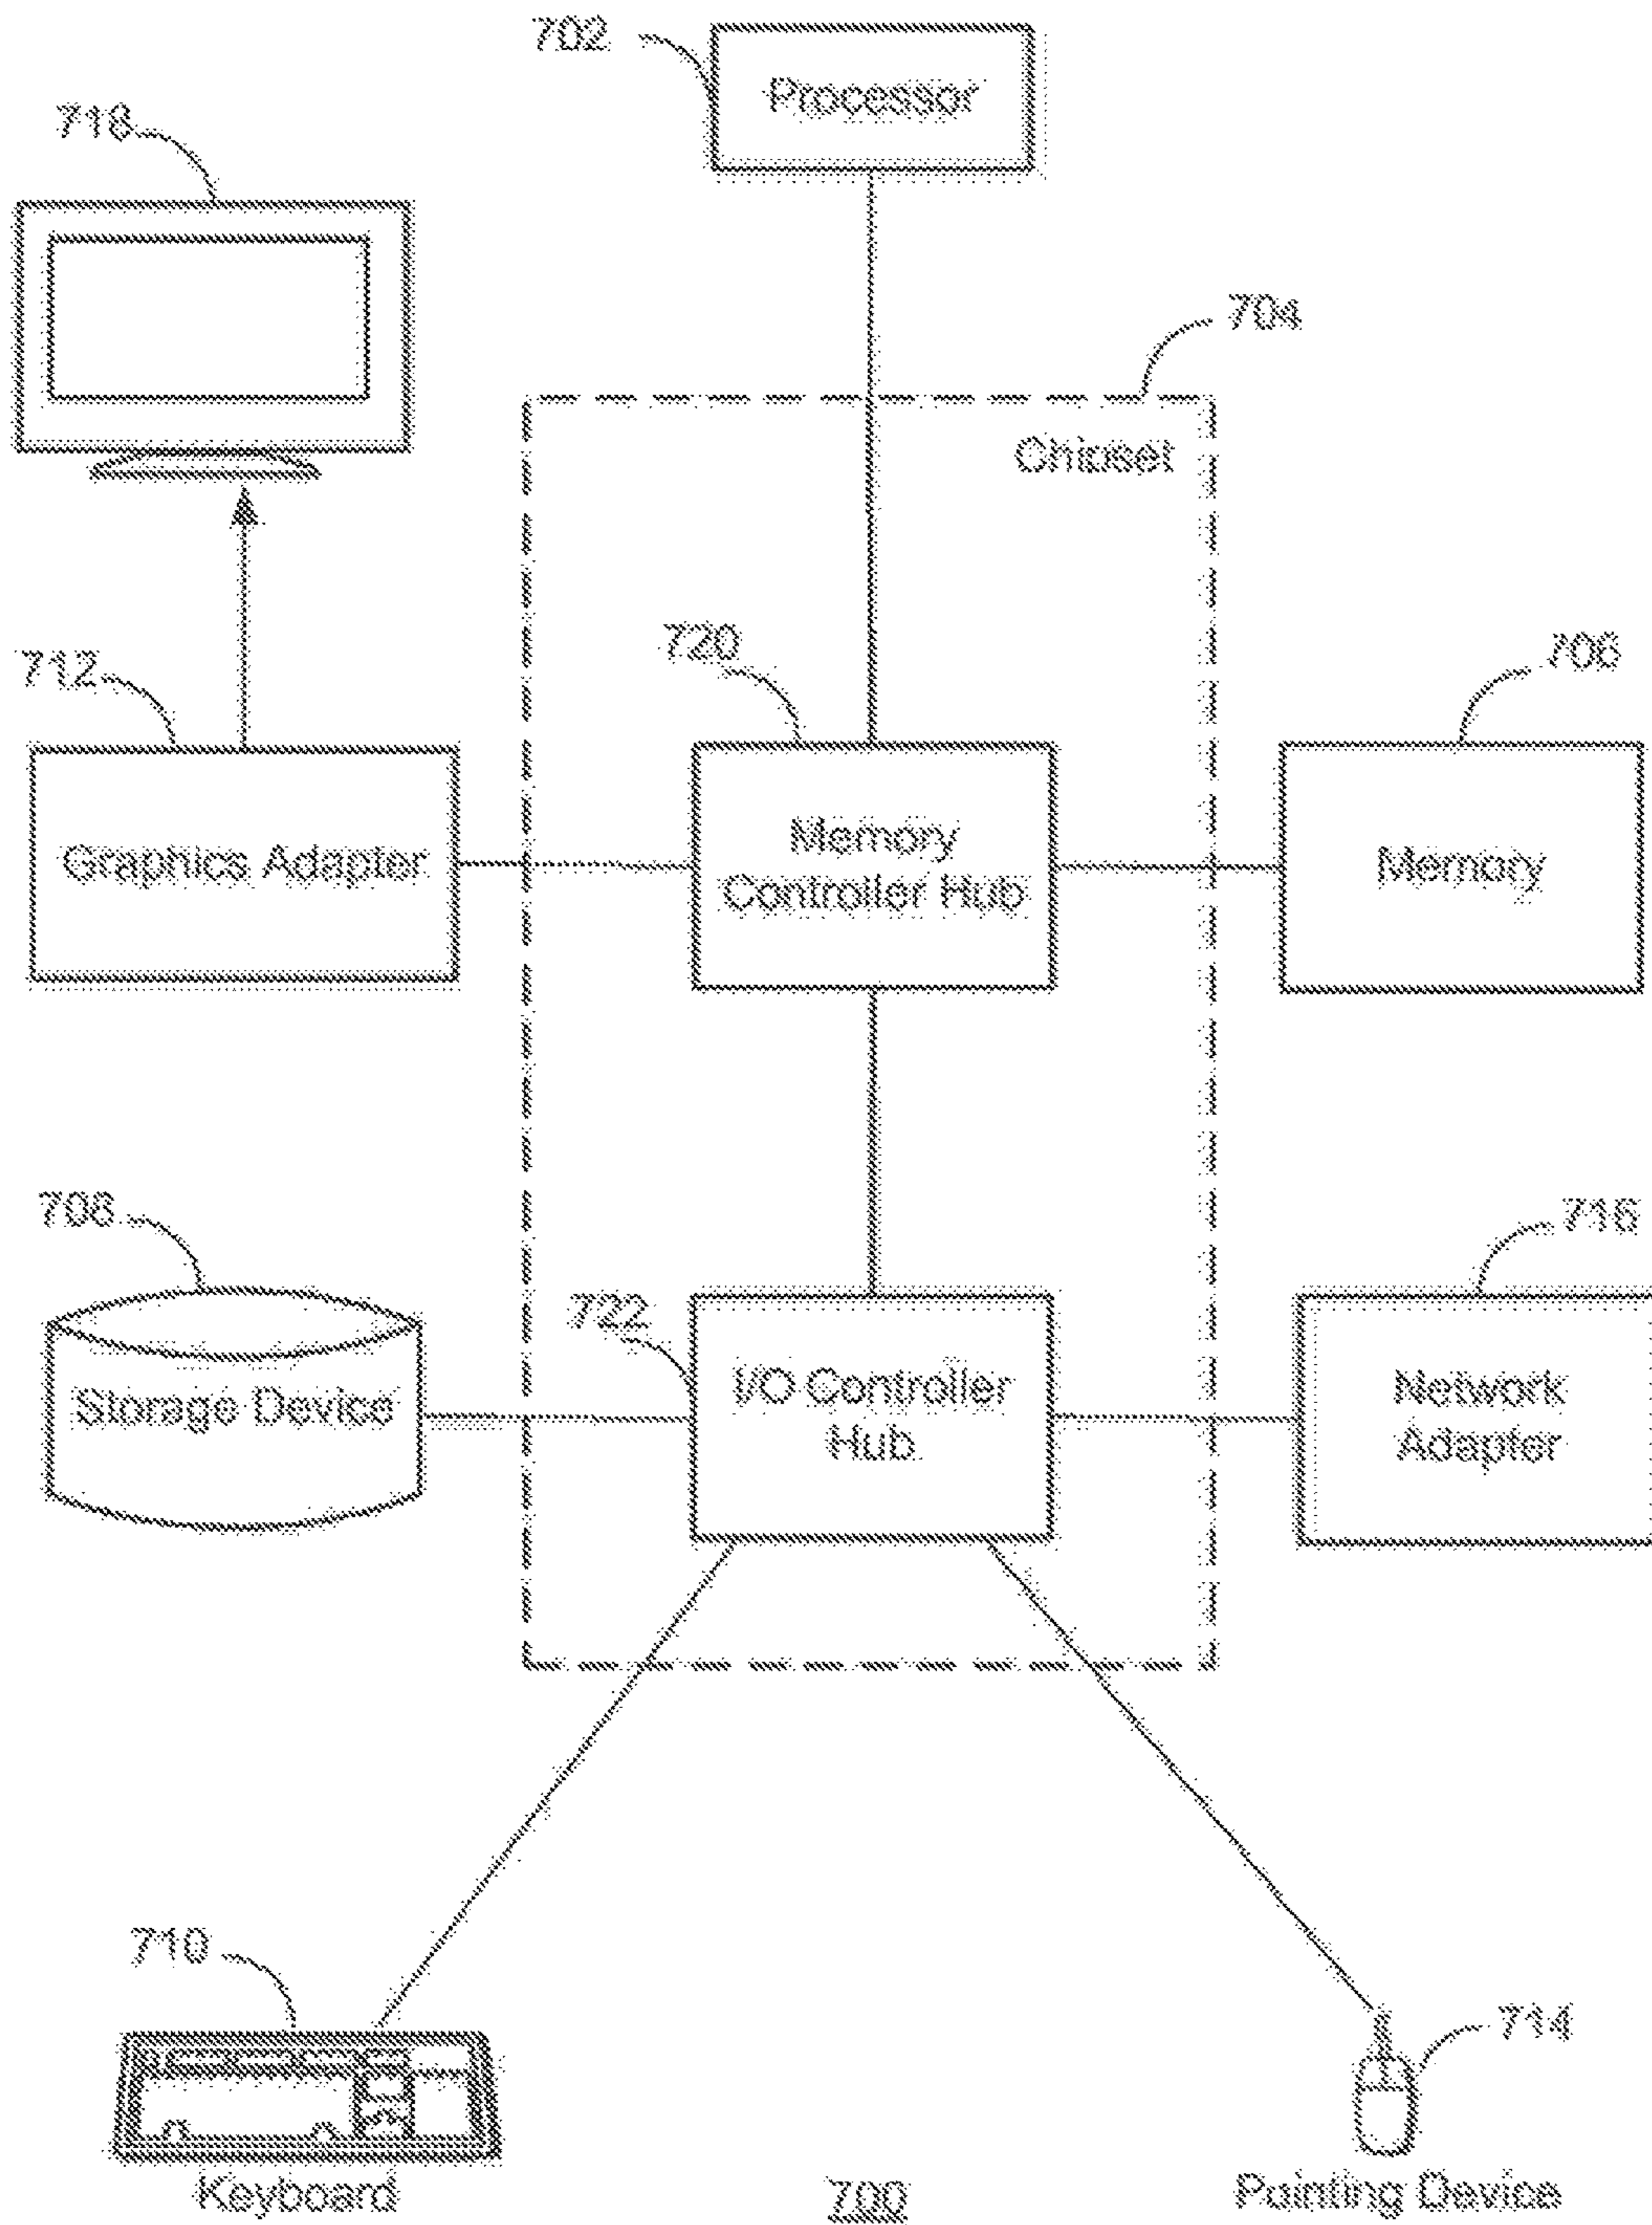 702
Processor
718
704
Chipset
720
706
712
Memory
Controller Hub
Graphics Adapter
Memory
708
716
722
I/O Controller
Hub
Storage Device
Network
Adapter
710
714
Keyboard
700
Pointing Device